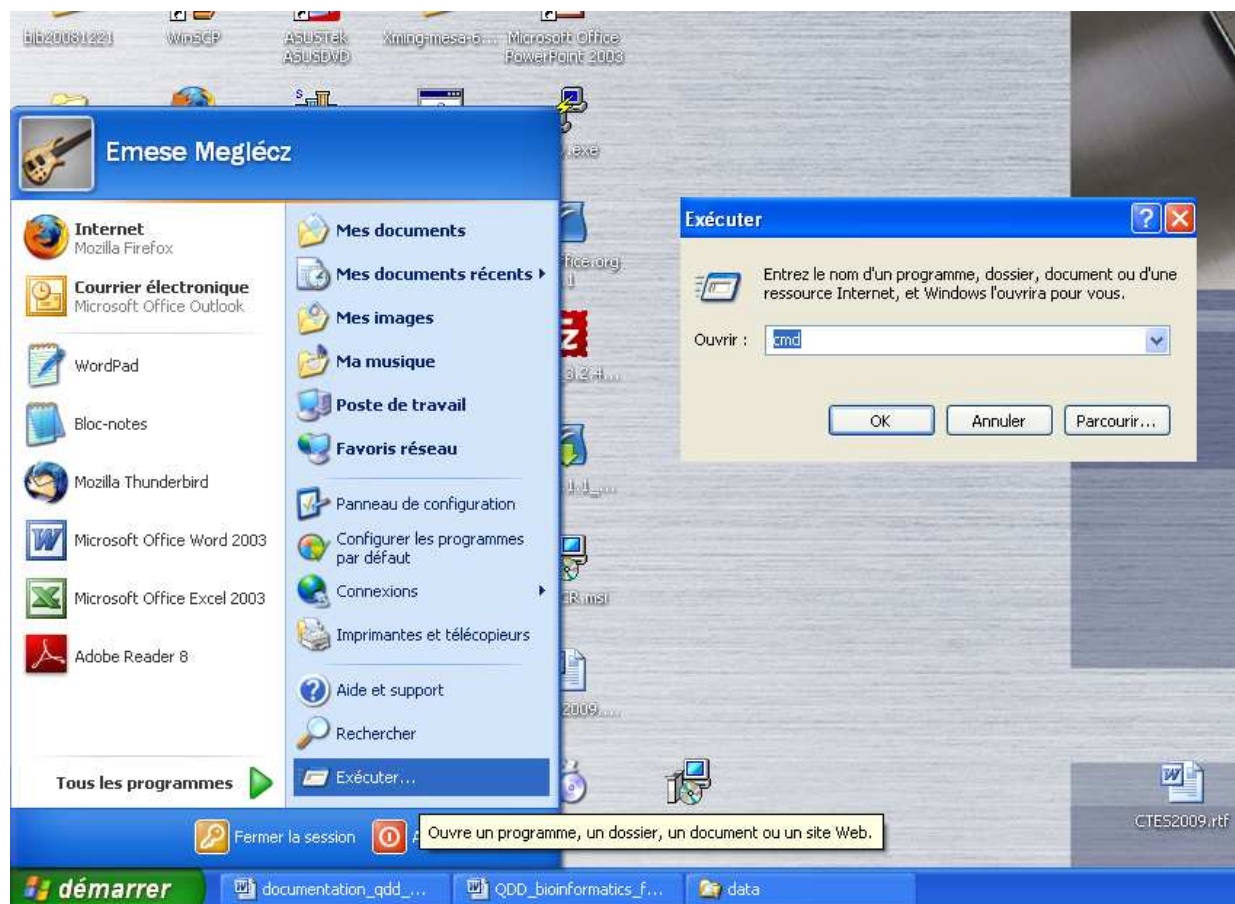 bib20081221
WinSCP
ASUSTek
ASUSDVD
Xming-mesa-6...
Microsoft Office
PowerPoint 2003
Emese Meglécz
.exe
Internet
Mozilla Firefox
Courrier électronique
Microsoft Office Outlook
WordPad
Bloc-notes
Mozilla Thunderbird
Microsoft Office Word 2003
Microsoft Office Excel 2003
Adobe Reader 8
Tous les programmes
Mes documents
Mes documents récents
Mes images
Ma musique
Poste de travail
Favoris réseau
Panneau de configuration
Configurer les programmes
par défaut
Connexions
Imprimantes et télécopieurs
Aide et support
Rechercher
Exécuter...
Fermer la session
Ouvre un programme, un dossier, un document ou un site Web.
Exécuter
Entrez le nom d'un programme, dossier, document ou d'une
ressource Internet, et Windows l'ouvrira pour vous.
Ouvrir :
cmd
OK
Annuler
Parcourir...
CTES2009.rtf
démarrer
documentation_qdd_...
QDD_bioinformatics_f...
data